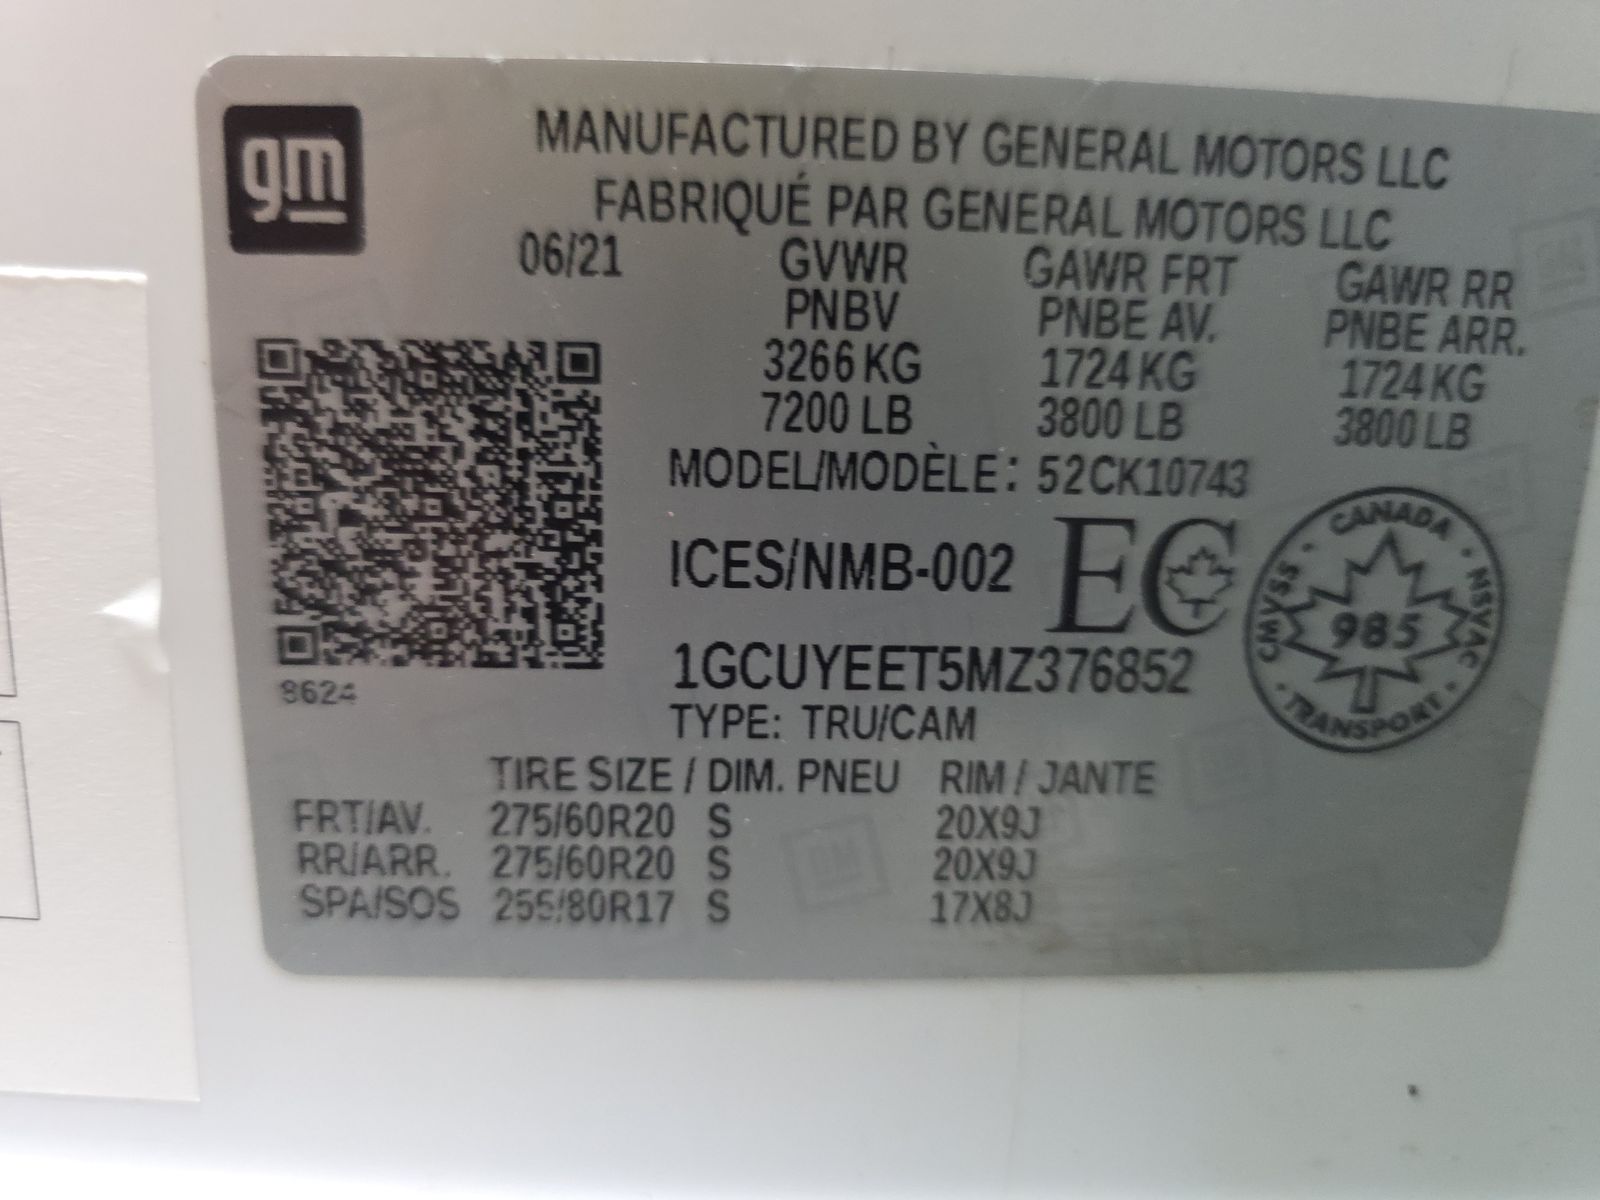 gm
MANUFACTURED BY GENERAL MOTORS LLC
FABRIQUÉ PAR GENERAL MOTORS LLC
06/21 GVWR GAWR FRT GAWR RR
PNBV PNBE AV. PNBE ARR.
3266 KG 1724 KG 1724 KG
7200 LB 3800 LB 3800 LB
MODEL/MODÈLE: 52CK10743
ICES/NMB-002 EC
CANADA
CMVSS
985
NSVAC
TRANSPORT
1GCUYEET5MZ376852
8624
TYPE: TRU/CAM
TIRE SIZE / DIM. PNEU RIM / JANTE
FRT/AV. 275/60R20 S 20X9J
RR/ARR. 275/60R20 S 20X9J
SPA/SOS 255/80R17 S 17X8J